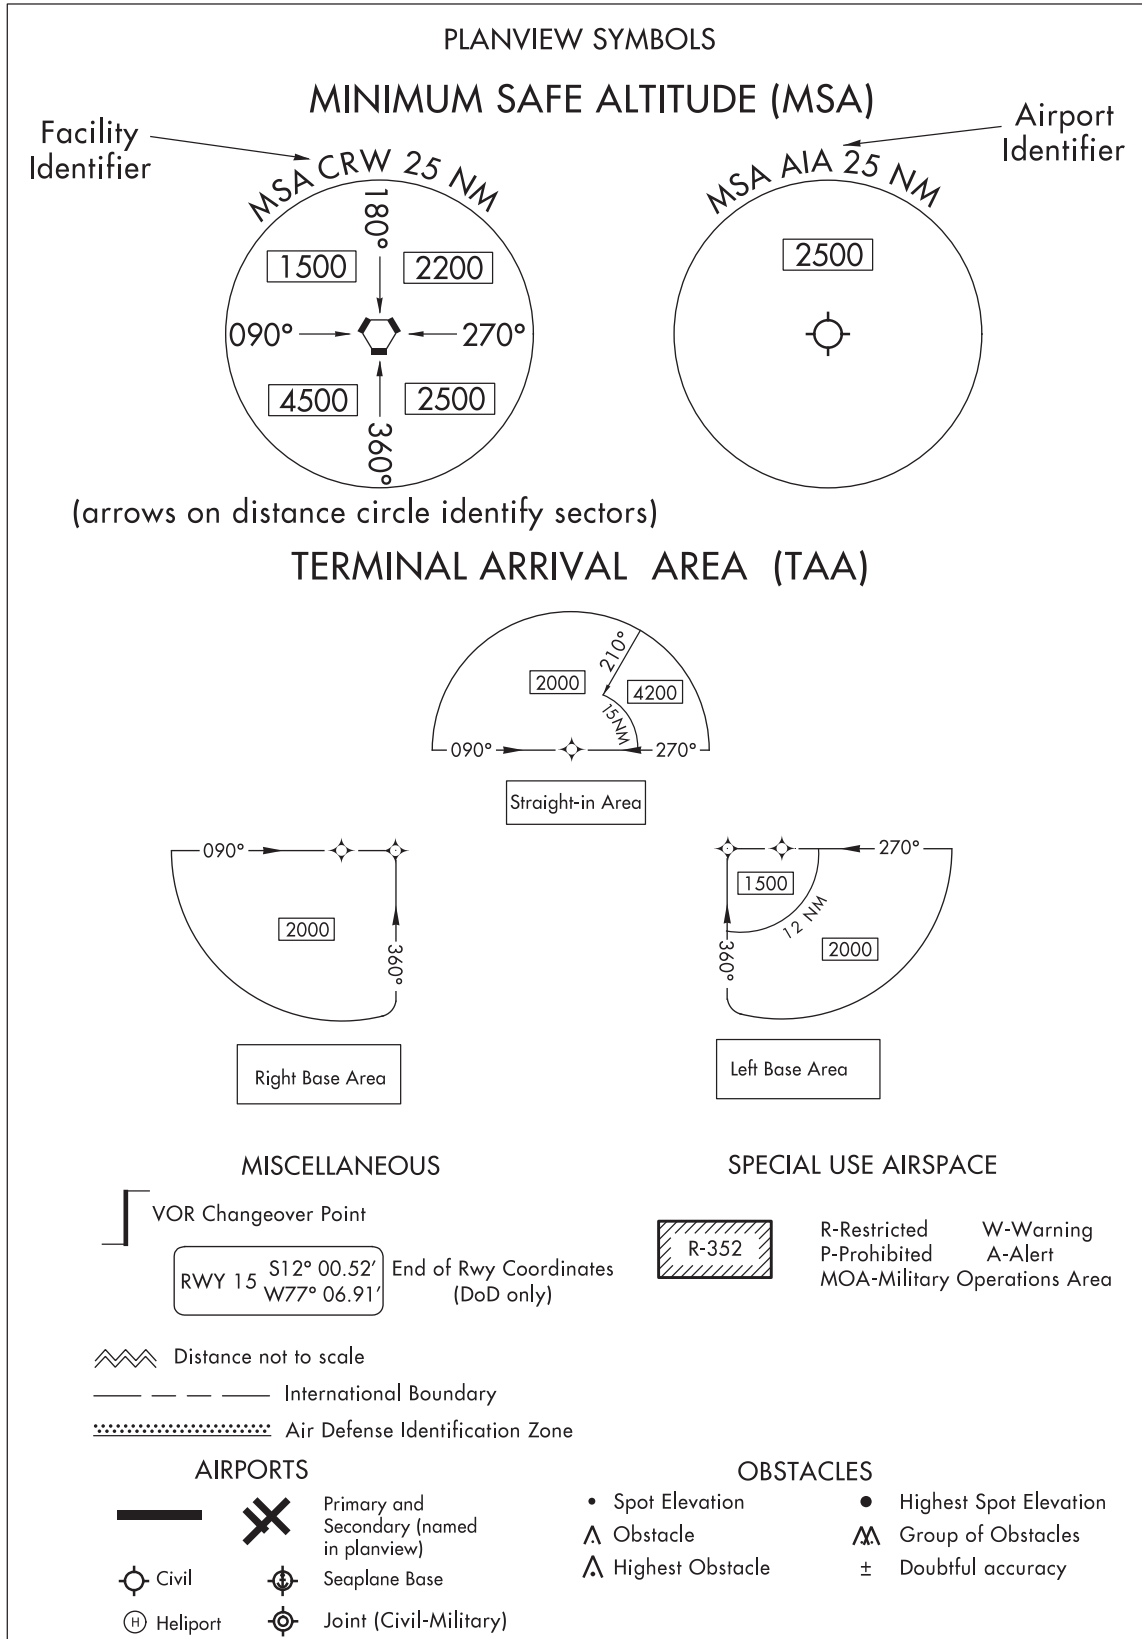 PLANVIEW SYMBOLS
MINIMUM SAFE ALTITUDE (MSA)
Facility
Identifier
MSA CRW 25 NM
180°
1500
2200
090°
270°
4500
2500
360°
Airport
Identifier
MSA AIA 25 NM
2500
(arrows on distance circle identify sectors)
TERMINAL ARRIVAL AREA (TAA)
210°
2000
4200
15NM
090°
270°
Straight-in Area
090°
2000
360°
Right Base Area
270°
1500
12 NM
2000
360°
Left Base Area
MISCELLANEOUS
VOR Changeover Point
RWY 15
S12° 00.52'
W77° 06.91'
End of Rwy Coordinates
(DoD only)
Distance not to scale
International Boundary
Air Defense Identification Zone
SPECIAL USE AIRSPACE
R-352
R-Restricted W-Warning
P-Prohibited A-Alert
MOA-Military Operations Area
AIRPORTS
Primary and
Secondary (named
in planview)
Civil
Seaplane Base
H Heliport
Joint (Civil-Military)
OBSTACLES
Spot Elevation
Highest Spot Elevation
Obstacle
Group of Obstacles
Highest Obstacle
± Doubtful accuracy